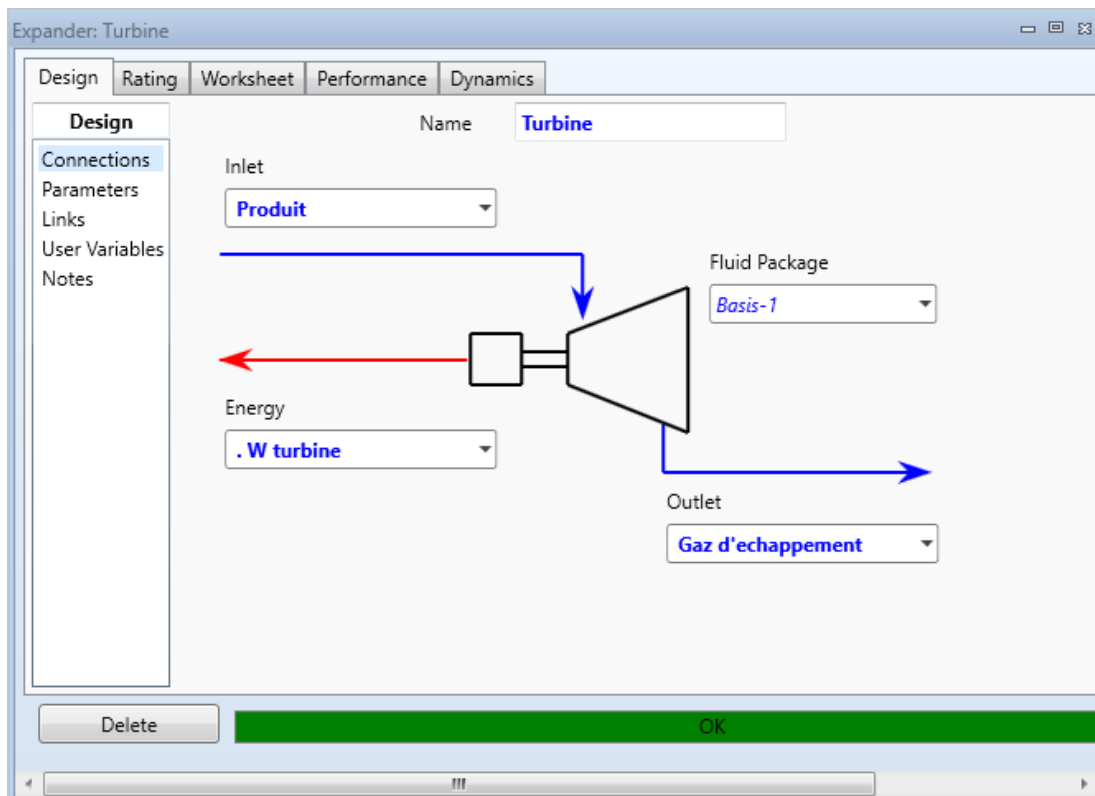 Expander: Turbine
Design Rating Worksheet Performance Dynamics
Design
Connections
Parameters
Links
User Variables
Notes
Name Turbine
Inlet
Produit
Fluid Package
Basis-1
Energy
. W turbine
Outlet
Gaz d'echappement
Delete
OK